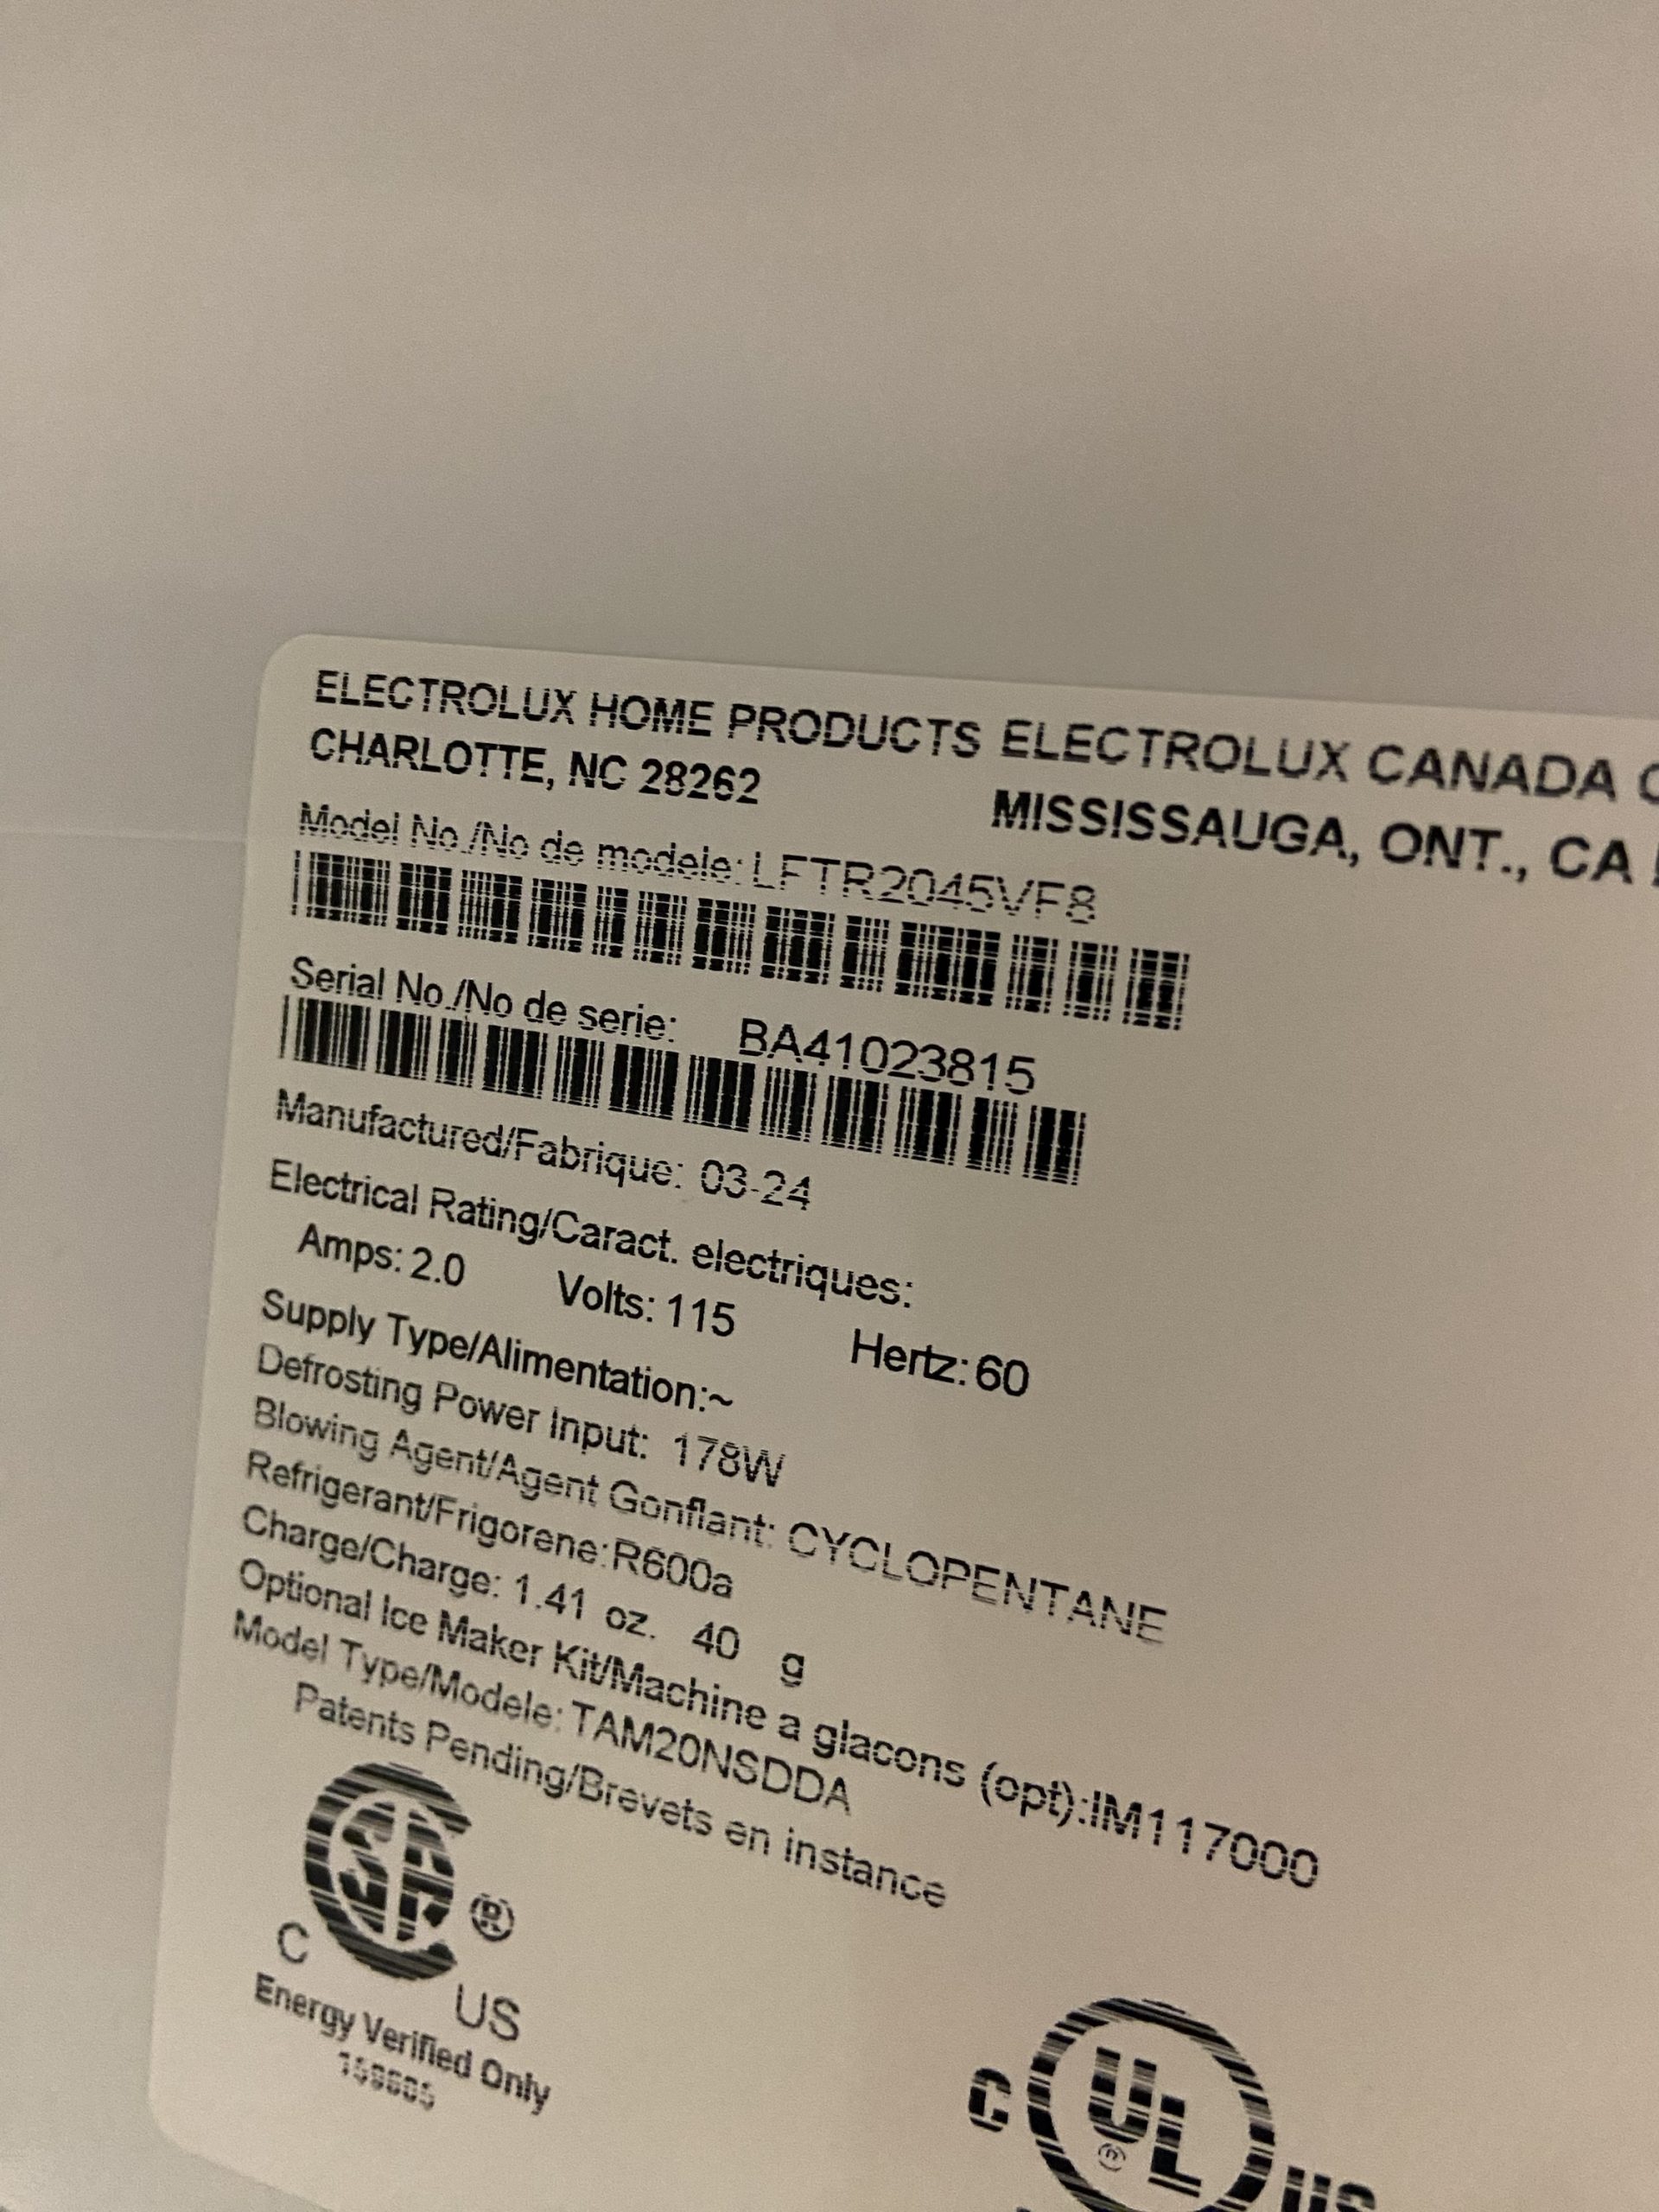 ELECTROLUX HOME PRODUCTS ELECTROLUX CANADA
CHARLOTTE, NC 28262 MISSISSAUGA, ONT., CA
Model No./No de modele: LFTR2045VF8
Serial No./No de serie: BA41023815
Manufactured/Fabrique: 03-24
Electrical Rating/Caract. electriques:
Amps: 2.0 Volts: 115 Hertz: 60
Supply Type/Alimentation:~
Defrosting Power Input: 178W
Blowing Agent/Agent Gonflant: CYCLOPENTANE
Refrigerant/Frigorene:R600a
Charge/Charge: 1.41 oz. 40 g
Optional Ice Maker Kit/Machine a glacons (opt):IM117000
Model Type/Modele: TAM20NSDDA
Patents Pending/Brevets en instance
C SA ® US
Energy Verified Only
C UL ® US